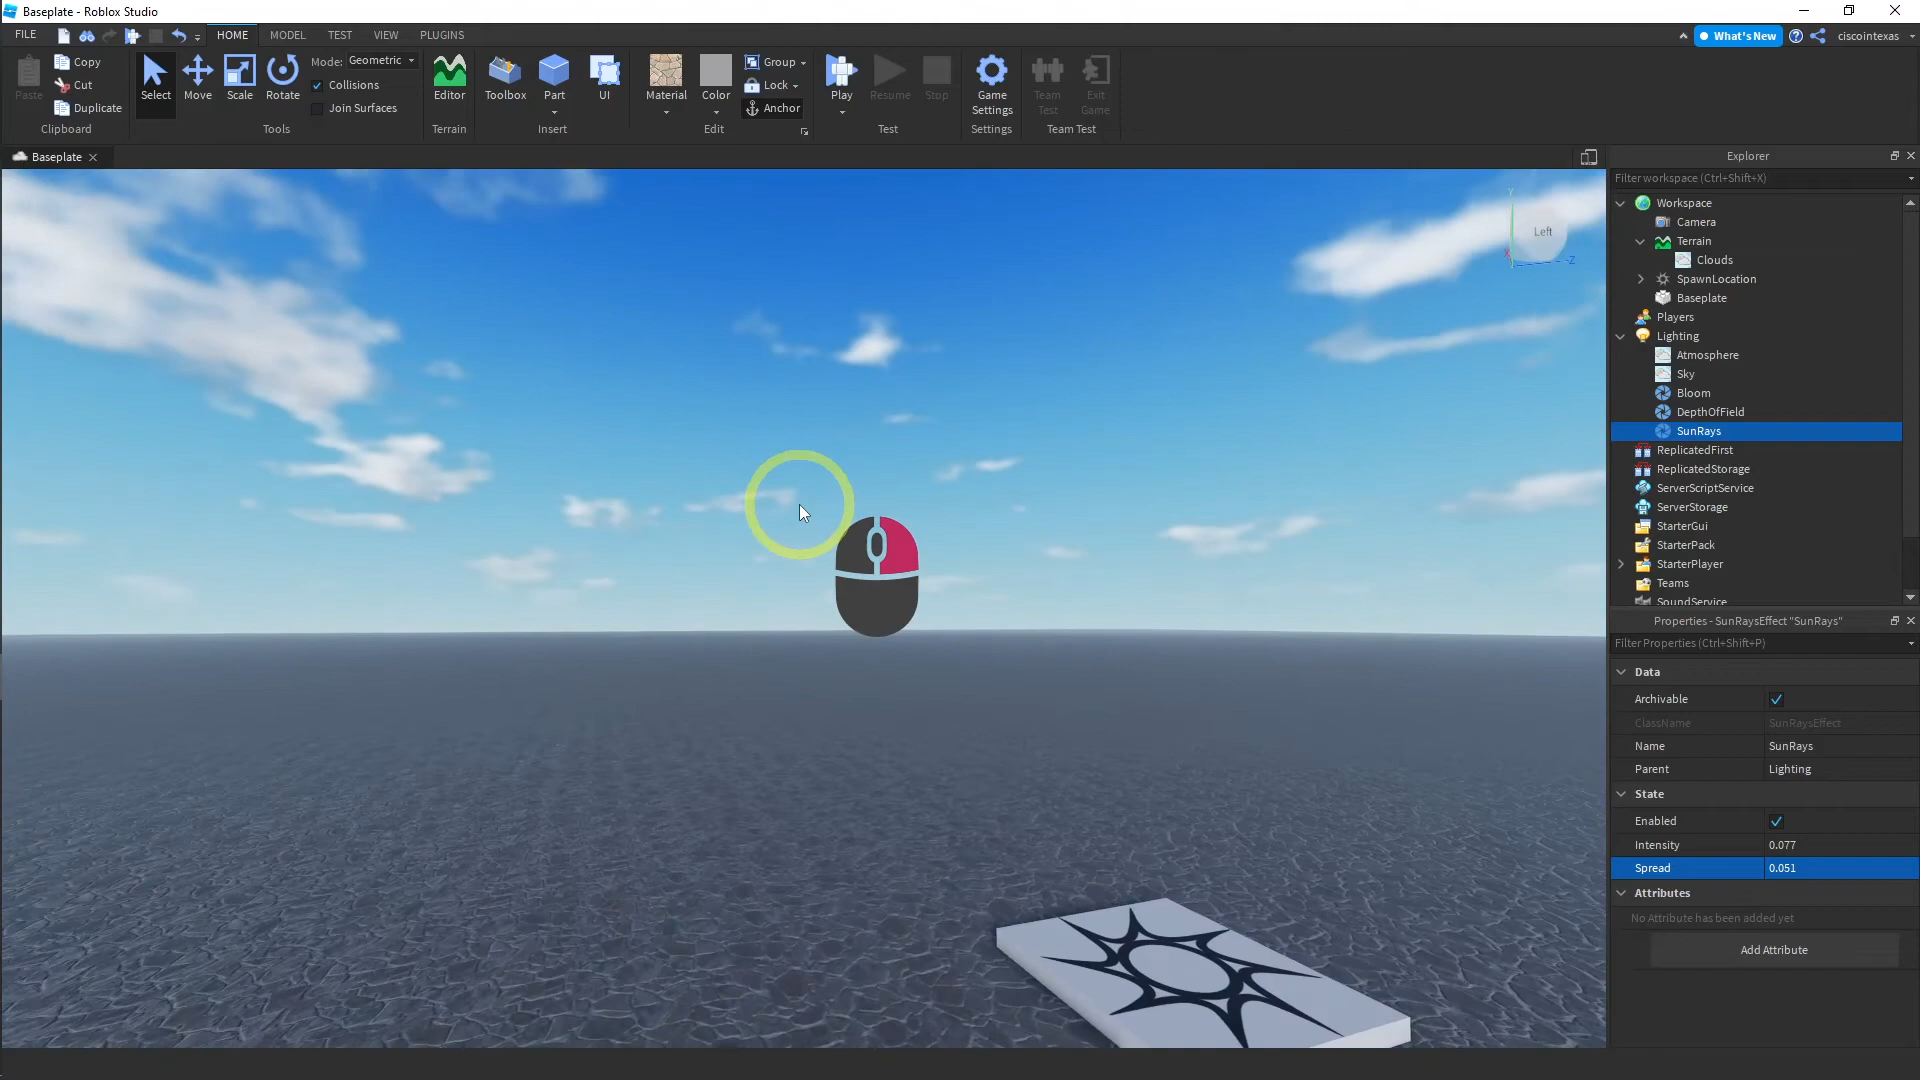 Baseplate - Roblox Studio
FILE HOME MODEL TEST VIEW PLUGINS What's New ciscointexas
Paste Copy Cut Duplicate Clipboard
Select Move Scale Rotate Mode: Geometric Collisions Join Surfaces Tools
Editor Terrain
Toolbox Part UI Insert
Material Color Group Lock Anchor Edit
Play Resume Stop Test
Game Settings Settings
Team Test Exit Game Team Test
Baseplate
Left
Y
X
Z
Explorer
Filter workspace (Ctrl+Shift+X)
Workspace
Camera
Terrain
Clouds
SpawnLocation
Baseplate
Players
Lighting
Atmosphere
Sky
Bloom
DepthOfField
SunRays
ReplicatedFirst
ReplicatedStorage
ServerScriptService
ServerStorage
StarterGui
StarterPack
StarterPlayer
Teams
SoundService
Properties - SunRaysEffect "SunRays"
Filter Properties (Ctrl+Shift+P)
Data
Archivable
ClassName SunRaysEffect
Name SunRays
Parent Lighting
State
Enabled
Intensity 0.077
Spread 0.051
Attributes
No Attribute has been added yet
Add Attribute